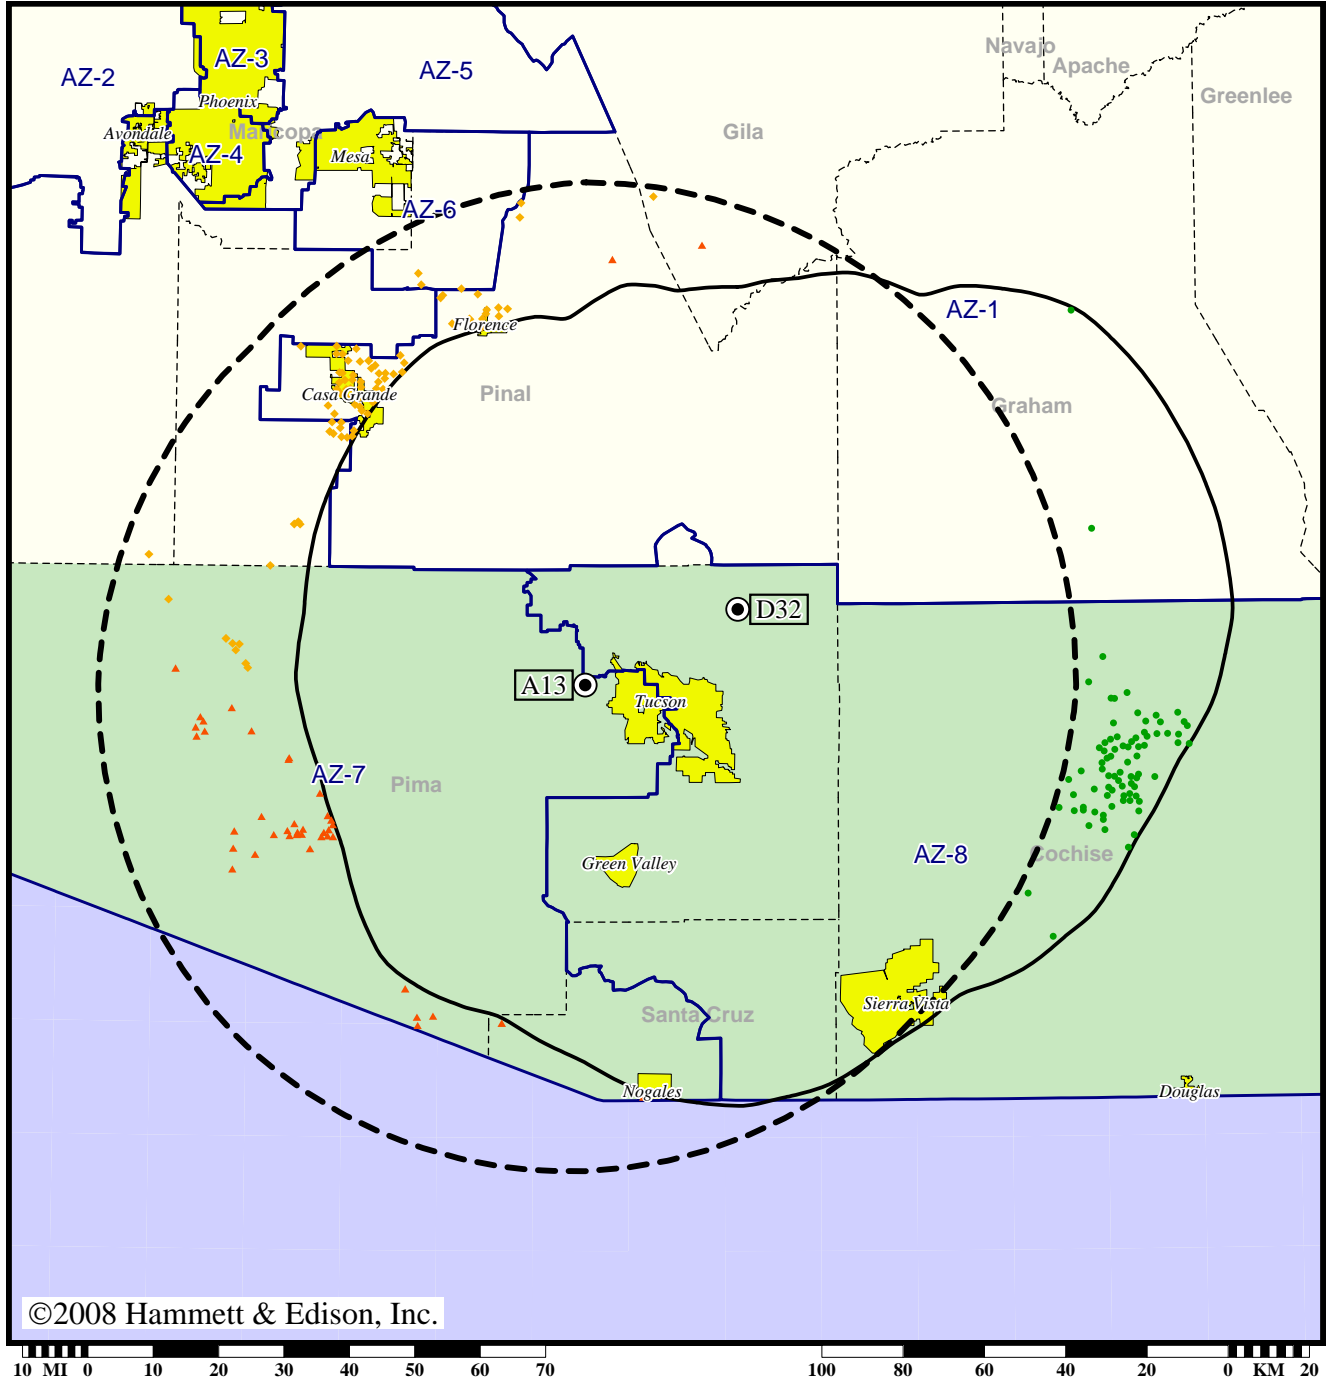 Navajo
AZ-3
Apache
AZ-2
AZ-5
Greenlee
Phoenix
Avondale
Maricopa
Gila
AZ-4
Mesa
AZ-6
AZ-1
Florence
Pinal
Casa Grande
Graham
D32
A13
Tucson
AZ-7
Pima
AZ-8
Cochise
Green Valley
Sierra Vista
Santa Cruz
Nogales
Douglas
©2008 Hammett & Edison, Inc.
10 MI 0 10 20 30 40 50 60 70 100 80 60 40 20 0 KM 20